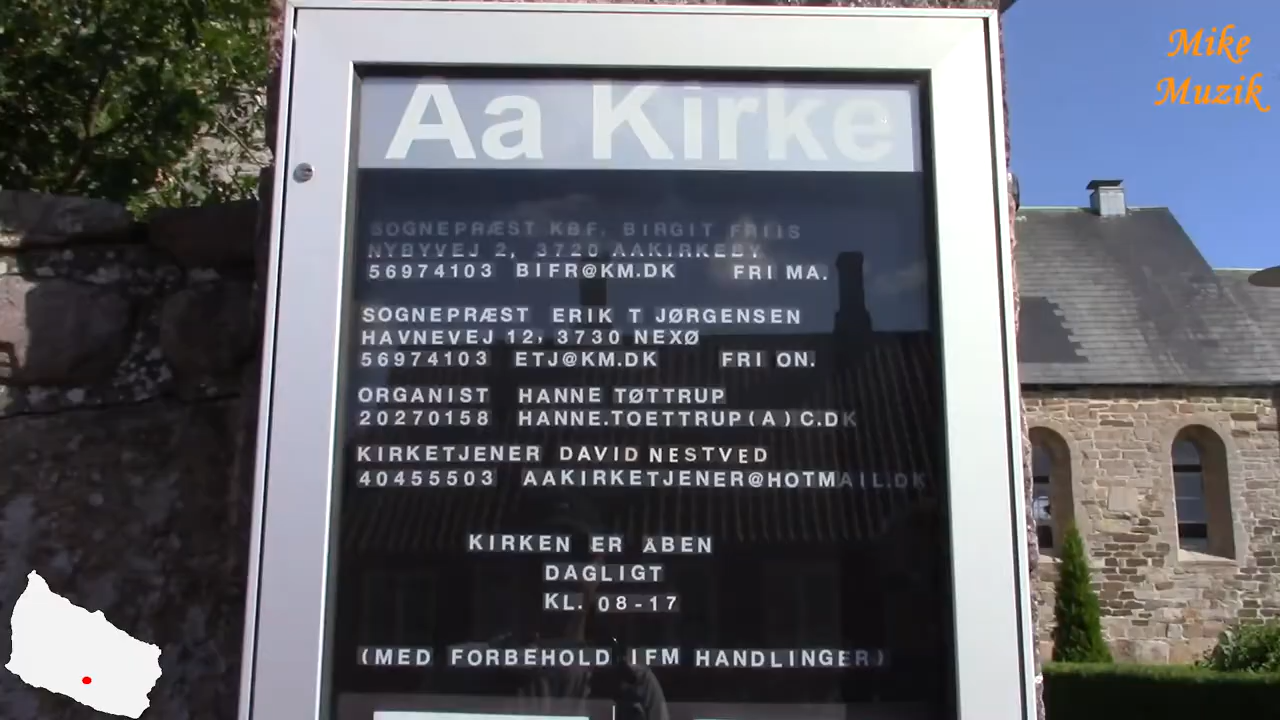 Mike
Muzik
Aa Kirke
SOGNEPRÆST KBF. BIRGIT FRIIS
NYBYVEJ 2, 3720 AAKIRKEBY
56974103 BIFR@KM.DK FRI MA.
SOGNEPRÆST ERIK T JØRGENSEN
HAVNEVEJ 12, 3730 NEXØ
56974103 ETJ@KM.DK FRI ON.
ORGANIST HANNE TØTTRUP
20270158 HANNE.TOETTRUP(A)C.DK
KIRKETJENER DAVID NESTVED
40455503 AAKIRKETJENER@HOTMAIL.DK
KIRKEN ER ÅBEN
DAGLIGT
KL. 08-17
(MED FORBEHOLD IFM HANDLINGER)